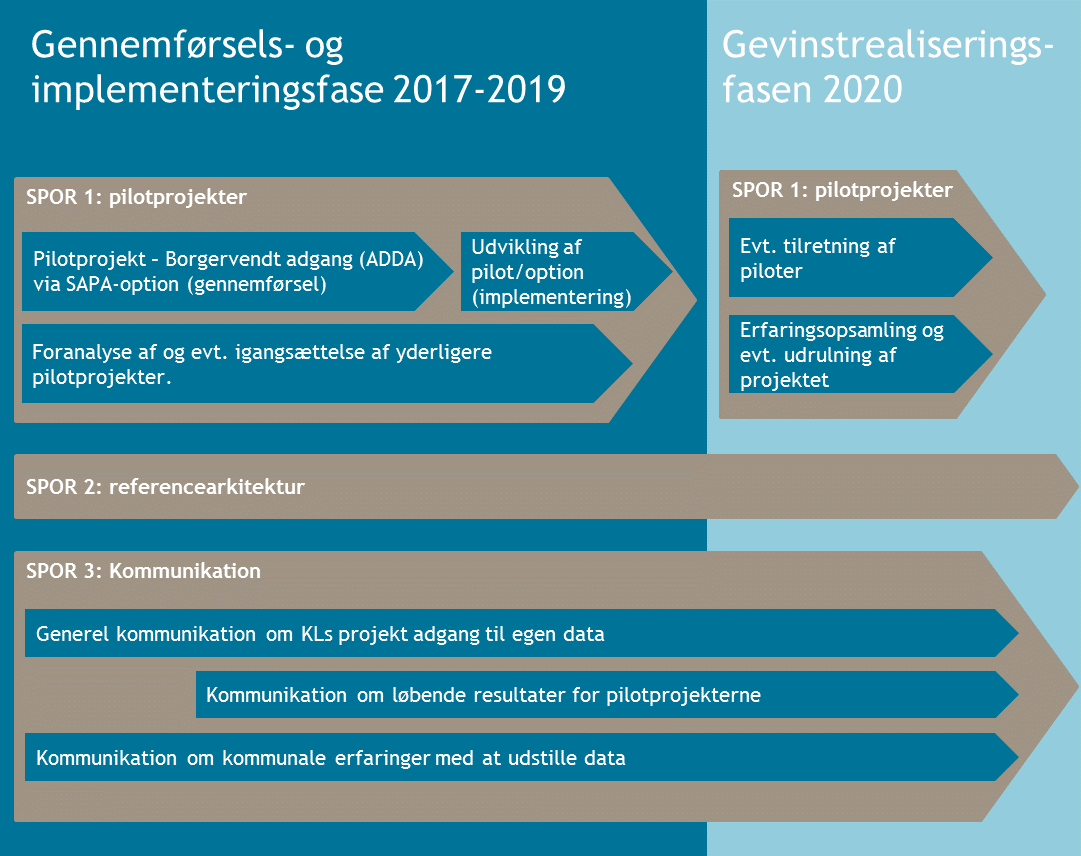 Gennemførsels- og
implementeringsfase 2017-2019
SPOR 1: pilotprojekter
Pilotprojekt – Borgervendt adgang (ADDA)
via SAPA-option (gennemførsel)
Udvikling af
pilot/option
(implementering)
Foranalyse af og evt. igangsættelse af yderligere
pilotprojekter.
Gevinstrealiserings-
fasen 2020
SPOR 1: pilotprojekter
Evt. tilretning af
piloter
Erfaringsopsamling og
evt. udrulning af
projektet
SPOR 2: referencearkitektur
SPOR 3: Kommunikation
Generel kommunikation om KLs projekt adgang til egen data
Kommunikation om løbende resultater for pilotprojekterne
Kommunikation om kommunale erfaringer med at udstille data